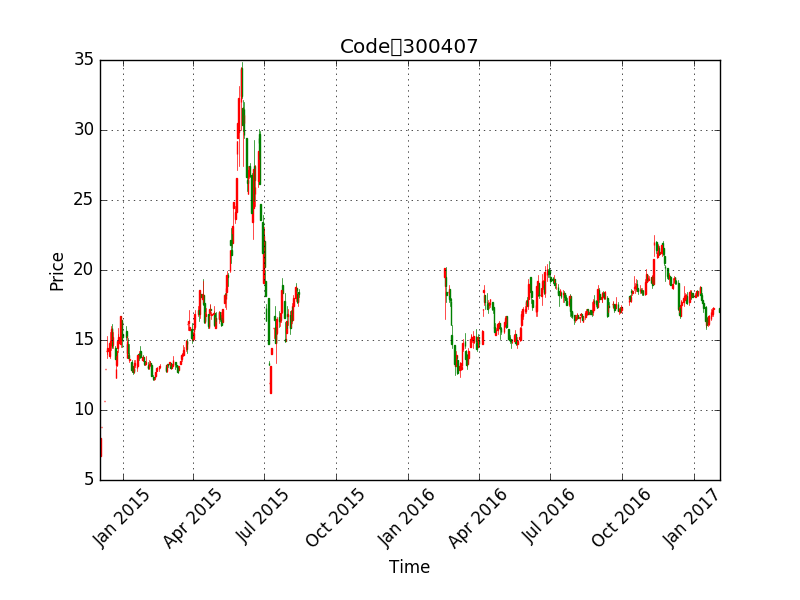 Code▯300407
35
30
25
20
15
10
5
Price
Jan 2015
Apr 2015
Jul 2015
Oct 2015
Jan 2016
Apr 2016
Jul 2016
Oct 2016
Jan 2017
Time